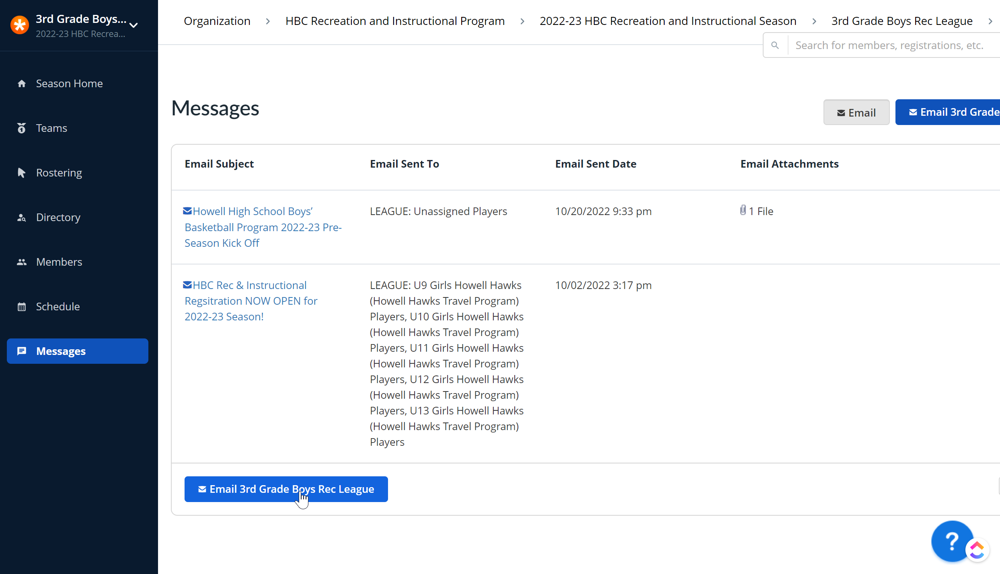 3rd Grade Boys...
2022-23 HBC Recrea...
Season Home
Teams
Rostering
Directory
Members
Schedule
Messages
Organization > HBC Recreation and Instructional Program > 2022-23 HBC Recreation and Instructional Season > 3rd Grade Boys Rec League >
Search for members, registrations, etc.
Messages
Email
Email 3rd Grade
Email Subject Email Sent To Email Sent Date Email Attachments
Howell High School Boys’
Basketball Program 2022-23 Pre-
Season Kick Off
LEAGUE: Unassigned Players
10/20/2022 9:33 pm
1 File
HBC Rec & Instructional
Regsitration NOW OPEN for
2022-23 Season!
LEAGUE: U9 Girls Howell Hawks
(Howell Hawks Travel Program)
Players, U10 Girls Howell Hawks
(Howell Hawks Travel Program)
Players, U11 Girls Howell Hawks
(Howell Hawks Travel Program)
Players, U12 Girls Howell Hawks
(Howell Hawks Travel Program)
Players, U13 Girls Howell Hawks
(Howell Hawks Travel Program)
Players
10/02/2022 3:17 pm
Email 3rd Grade Boys Rec League
?